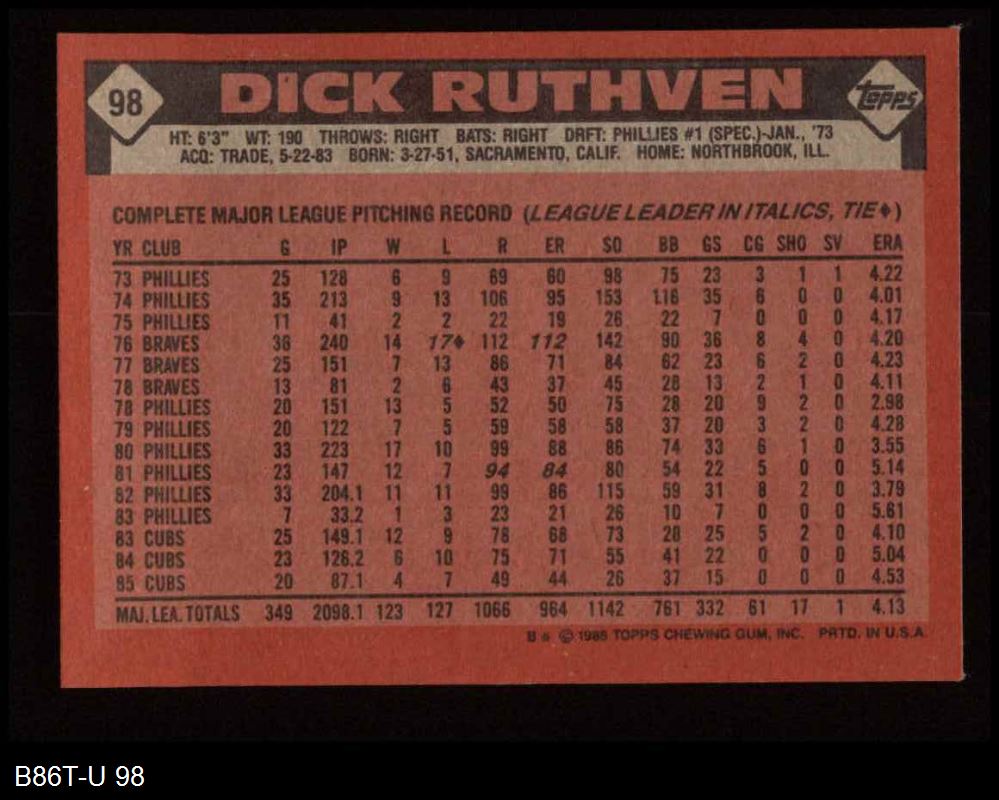 98 DICK RUTHVEN topps
HT: 6'3" WT: 190 THROWS: RIGHT BATS: RIGHT DRFT: PHILLIES #1 (SPEC.)-JAN., '73
ACQ: TRADE, 5-22-83 BORN: 3-27-51, SACRAMENTO, CALIF. HOME: NORTHBROOK, ILL.
COMPLETE MAJOR LEAGUE PITCHING RECORD (LEAGUE LEADER IN ITALICS, TIE♦)
YR CLUB G IP W L R ER SO BB GS CG SHO SV ERA
73 PHILLIES 25 128 6 9 69 60 98 75 23 3 1 1 4.22
74 PHILLIES 35 213 9 13 106 95 153 116 35 6 0 0 4.01
75 PHILLIES 11 41 2 2 22 19 26 22 7 0 0 0 4.17
76 BRAVES 36 240 14 17♦ 112 112 142 90 36 8 4 0 4.20
77 BRAVES 25 151 7 13 86 71 84 62 23 6 2 0 4.23
78 BRAVES 13 81 2 6 43 37 45 28 13 2 1 0 4.11
78 PHILLIES 20 151 13 5 52 50 75 28 20 9 2 0 2.98
79 PHILLIES 20 122 7 5 59 58 58 37 20 3 2 0 4.28
80 PHILLIES 33 223 17 10 99 88 86 74 33 6 1 0 3.55
81 PHILLIES 23 147 12 7 94 84 80 54 22 5 0 0 5.14
82 PHILLIES 33 204.1 11 11 99 86 115 59 31 8 2 0 3.79
83 PHILLIES 7 33.2 1 3 23 21 26 10 7 0 0 0 5.61
83 CUBS 25 149.1 12 9 78 68 73 28 25 5 2 0 4.10
84 CUBS 23 126.2 6 10 75 71 55 41 22 0 0 0 5.04
85 CUBS 20 87.1 4 7 49 44 26 37 15 0 0 0 4.53
MAJ. LEA. TOTALS 349 2098.1 123 127 1066 964 1142 761 332 61 17 1 4.13
© 1986 TOPPS CHEWING GUM, INC. PRTD. IN U.S.A.
B86T-U 98